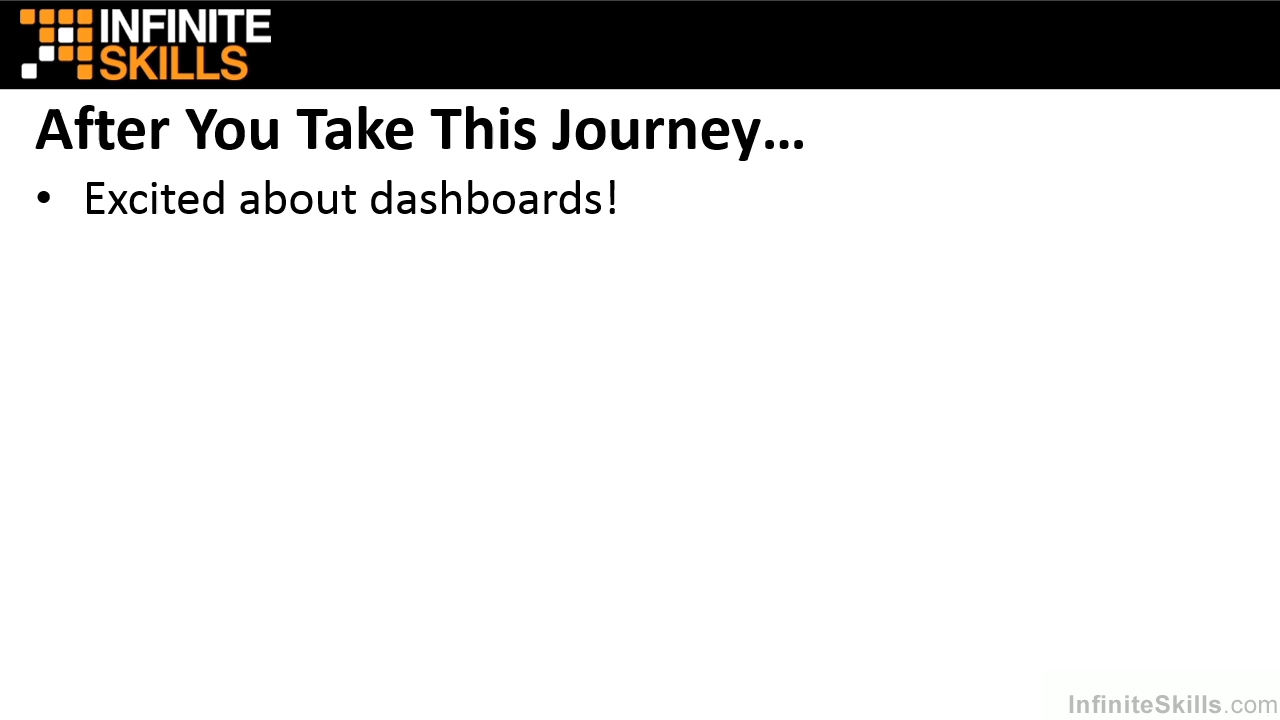 INFINITE
SKILLS
After You Take This Journey…
• Excited about dashboards!
InfiniteSkills.com